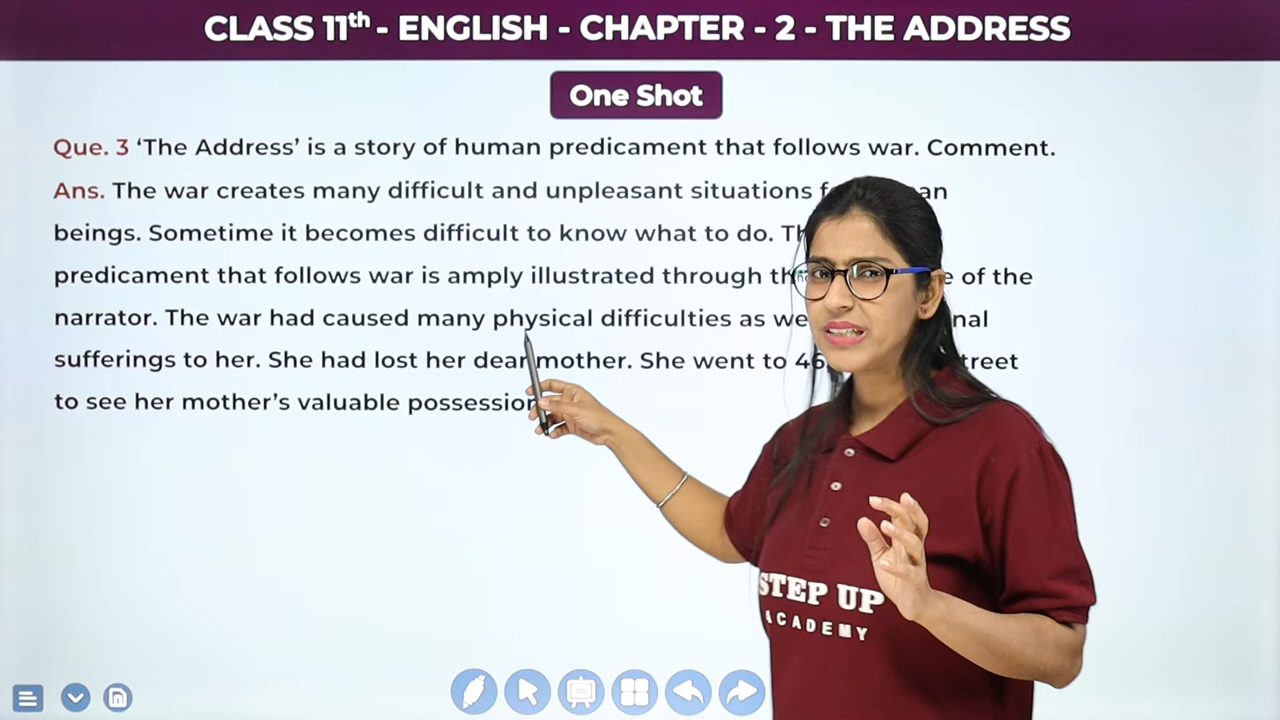 CLASS 11th - ENGLISH - CHAPTER - 2 - THE ADDRESS
One Shot
Que. 3 ‘The Address’ is a story of human predicament that follows war. Comment.
Ans. The war creates many difficult and unpleasant situations
beings. Sometime it becomes difficult to know what to do.
predicament that follows war is amply illustrated through of the
narrator. The war had caused many physical difficulties as
sufferings to her. She had lost her dear mother. She went to
to see her mother’s valuable
STEP UP
ACADEMY